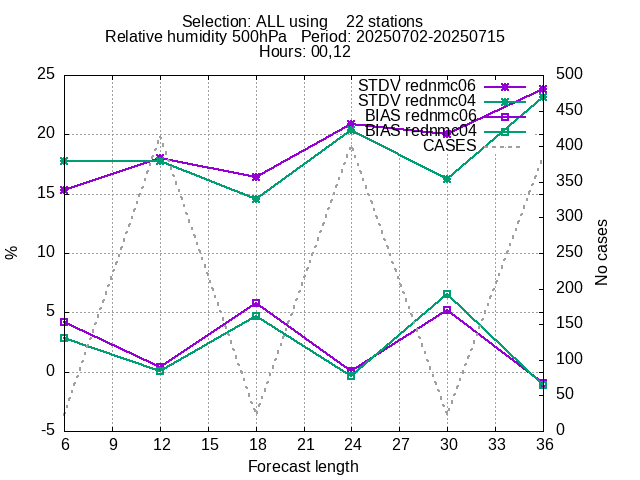 Selection: ALL using    22 stations
Relative humidity 500hPa   Period: 20250702-20250715
Hours: 00,12
25
20
15
10
5
0
-5
%
STDV rednmc06
STDV rednmc04
BIAS rednmc06
BIAS rednmc04
CASES
500
450
400
350
300
250
200
150
100
50
0
No cases
6 9 12 15 18 21 24 27 30 33 36
Forecast length